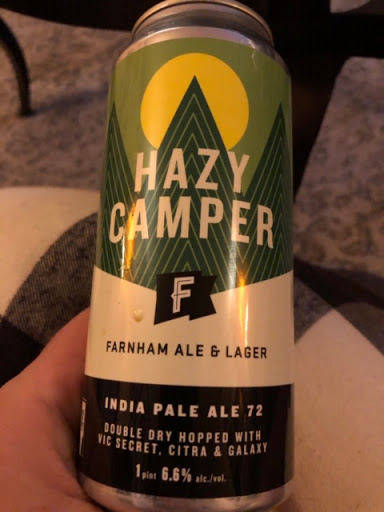 HAZY
CAMPER
F
FARNHAM ALE & LAGER
INDIA PALE ALE 72
DOUBLE DRY HOPPED WITH
VIC SECRET, CITRA & GALAXY
1 pint 6.6% alc./vol.